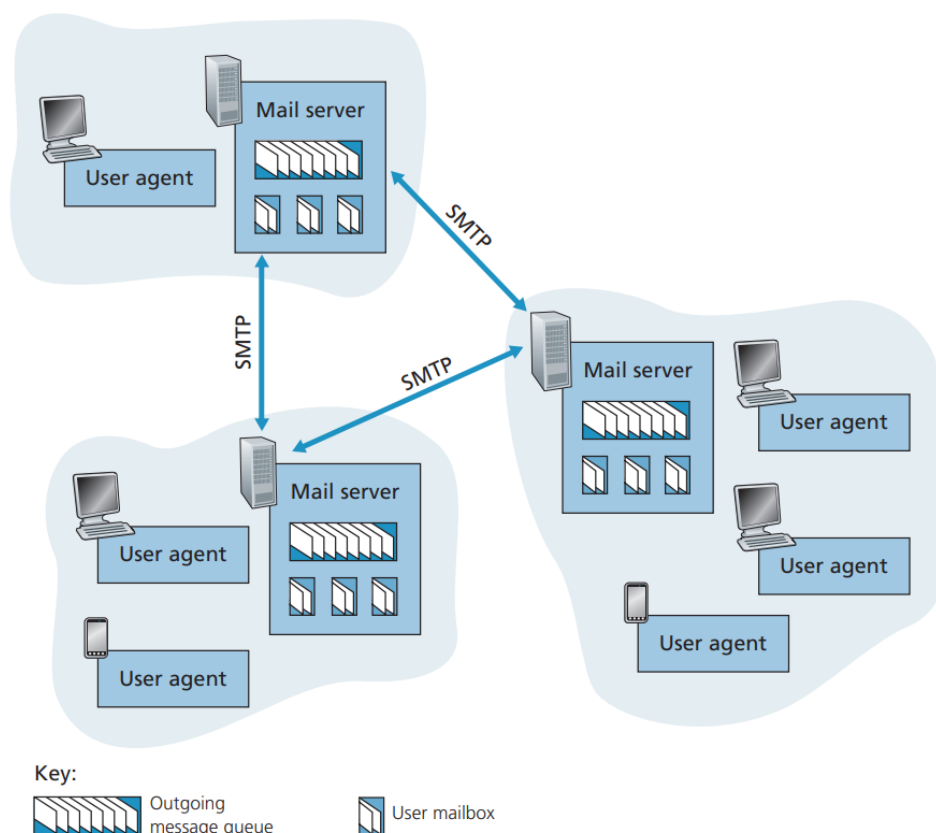 Mail server
User agent
SMTP
SMTP
SMTP
Mail server
User agent
User agent
User agent
Mail server
User agent
User agent
Key:
Outgoing
message queue
User mailbox